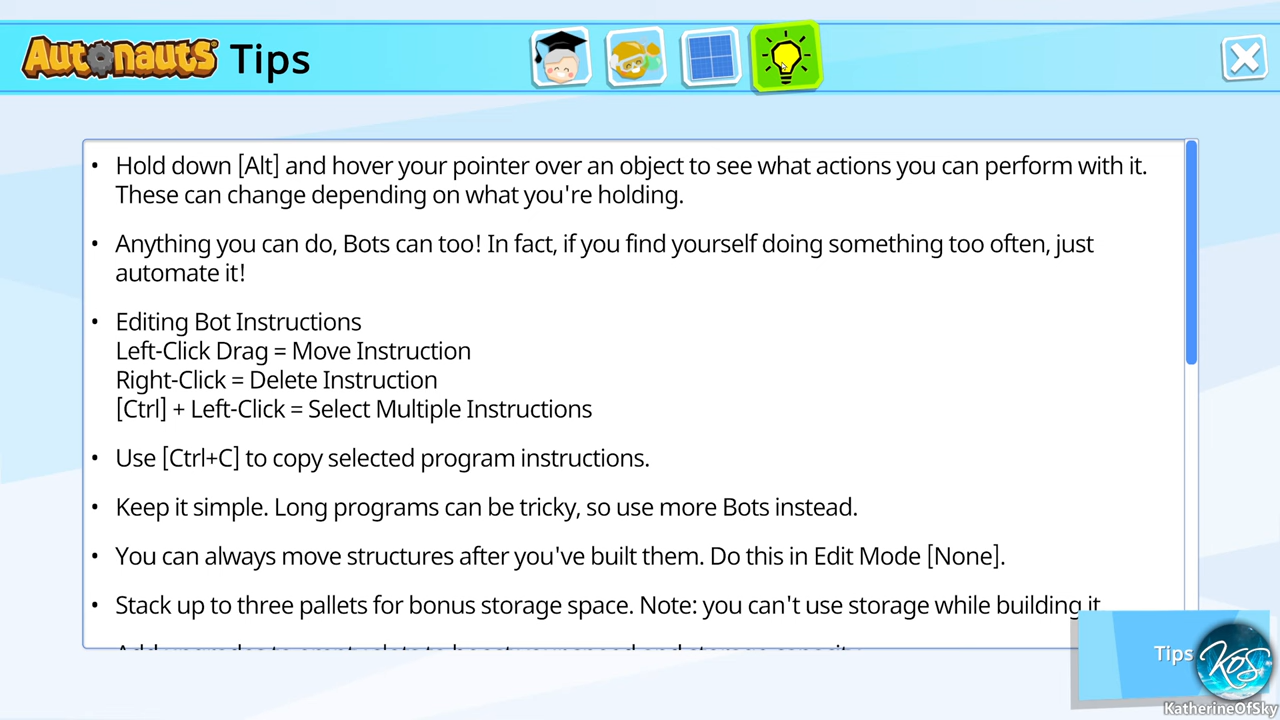 Autonauts Tips
• Hold down [Alt] and hover your pointer over an object to see what actions you can perform with it.
These can change depending on what you're holding.
• Anything you can do, Bots can too! In fact, if you find yourself doing something too often, just
automate it!
• Editing Bot Instructions
Left-Click Drag = Move Instruction
Right-Click = Delete Instruction
[Ctrl] + Left-Click = Select Multiple Instructions
• Use [Ctrl+C] to copy selected program instructions.
• Keep it simple. Long programs can be tricky, so use more Bots instead.
• You can always move structures after you've built them. Do this in Edit Mode [None].
• Stack up to three pallets for bonus storage space. Note: you can't use storage while building it
Tips
KOS
KatherineOfSky